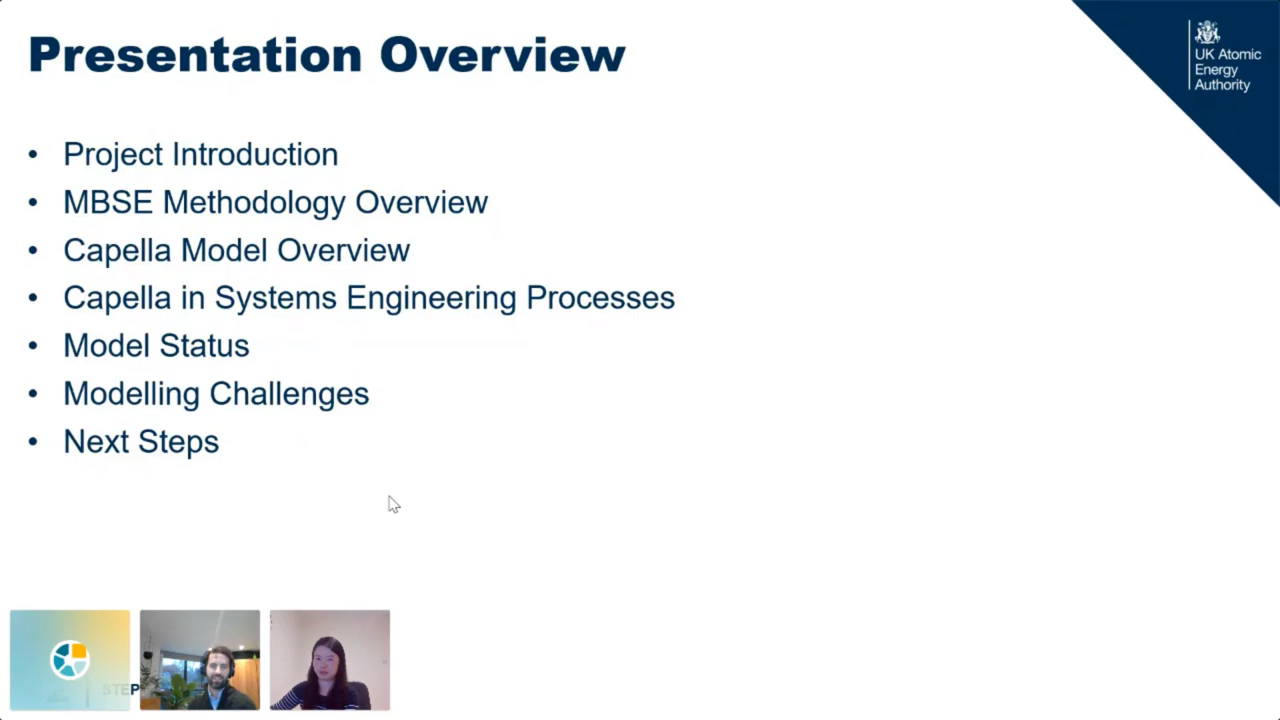 Presentation Overview
UK Atomic
Energy
Authority
• Project Introduction
• MBSE Methodology Overview
• Capella Model Overview
• Capella in Systems Engineering Processes
• Model Status
• Modelling Challenges
• Next Steps
STEP